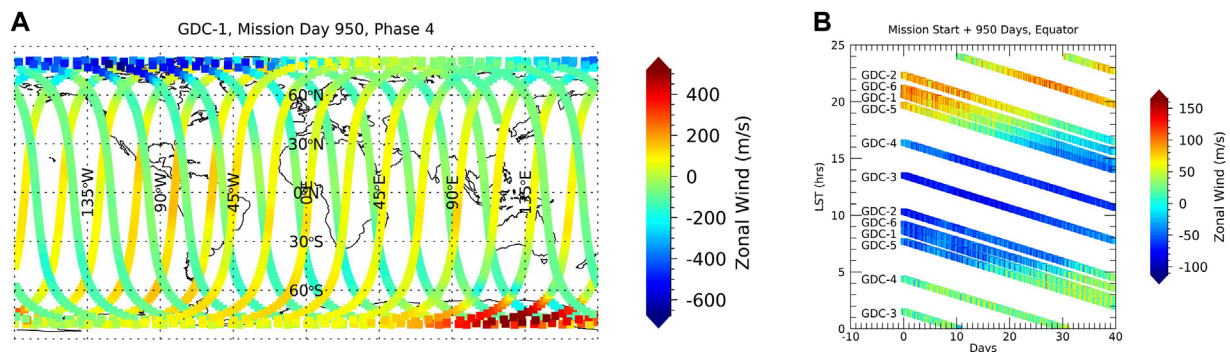 A
GDC-1, Mission Day 950, Phase 4
60°N
30°N
0°N
30°S
60°S
135°W
90°W
45°W
0°E
45°E
90°E
135°E
400
200
0
-200
-400
-600
Zonal Wind (m/s)
B
Mission Start + 950 Days, Equator
25
20
15
10
5
0
LST (hrs)
GDC-2
GDC-6
GDC-1
GDC-5
GDC-4
GDC-3
GDC-2
GDC-6
GDC-1
GDC-5
GDC-4
GDC-3
-10
0
10
20
30
40
Days
150
100
50
0
-50
-100
Zonal Wind (m/s)